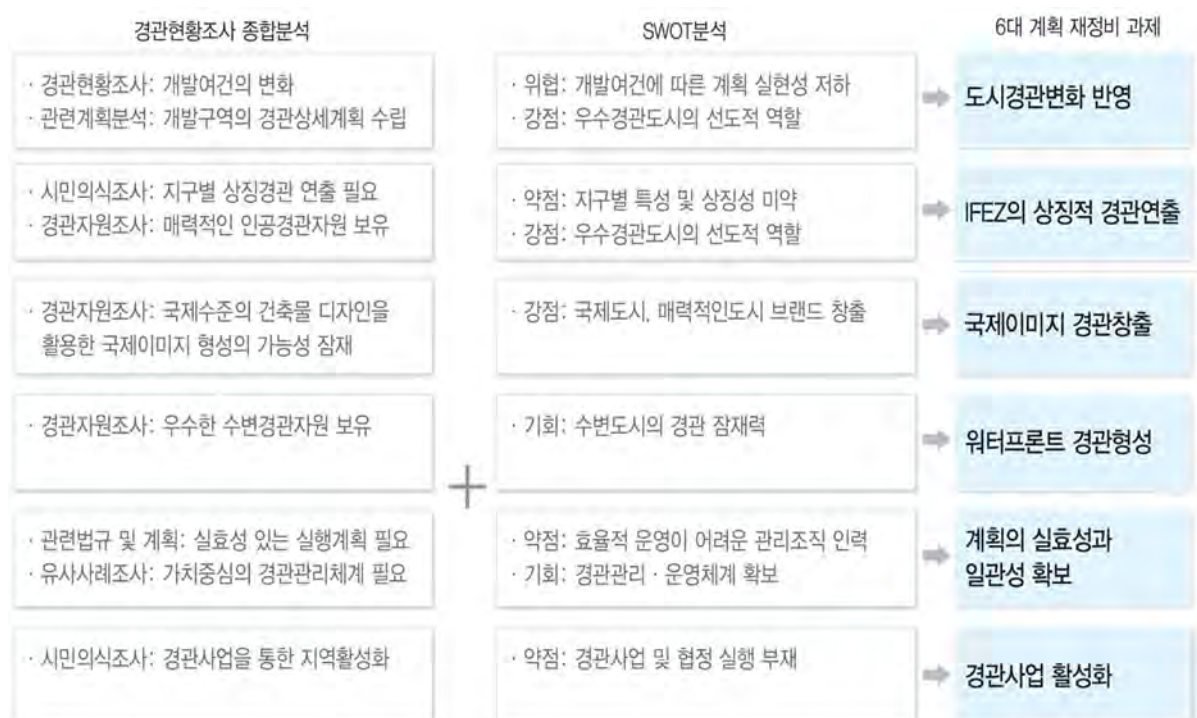 경관현황조사 종합분석
SWOT분석
6대 계획 재정비 과제
· 경관현황조사: 개발여건의 변화
· 관련계획분석: 개발구역의 경관상세계획 수립
· 위협: 개발여건에 따른 계획 실현성 저하
· 강점: 우수경관도시의 선도적 역할
도시경관변화 반영
· 시민의식조사: 지구별 상징경관 연출 필요
· 경관자원조사: 매력적인 인공경관자원 보유
· 약점: 지구별 특성 및 상징성 미약
· 강점: 우수경관도시의 선도적 역할
IFEZ의 상징적 경관연출
· 경관자원조사: 국제수준의 건축물 디자인을
활용한 국제이미지 형성의 가능성 잠재
· 강점: 국제도시, 매력적인도시 브랜드 창출
국제이미지 경관창출
· 경관자원조사: 우수한 수변경관자원 보유
· 기회: 수변도시의 경관 잠재력
워터프론트 경관형성
+
· 관련법규 및 계획: 실효성 있는 실행계획 필요
· 유사사례조사: 가치중심의 경관관리체계 필요
· 약점: 효율적 운영이 어려운 관리조직 인력
· 기회: 경관관리 · 운영체계 확보
계획의 실효성과
일관성 확보
· 시민의식조사: 경관사업을 통한 지역활성화
· 약점: 경관사업 및 협정 실행 부재
경관사업 활성화